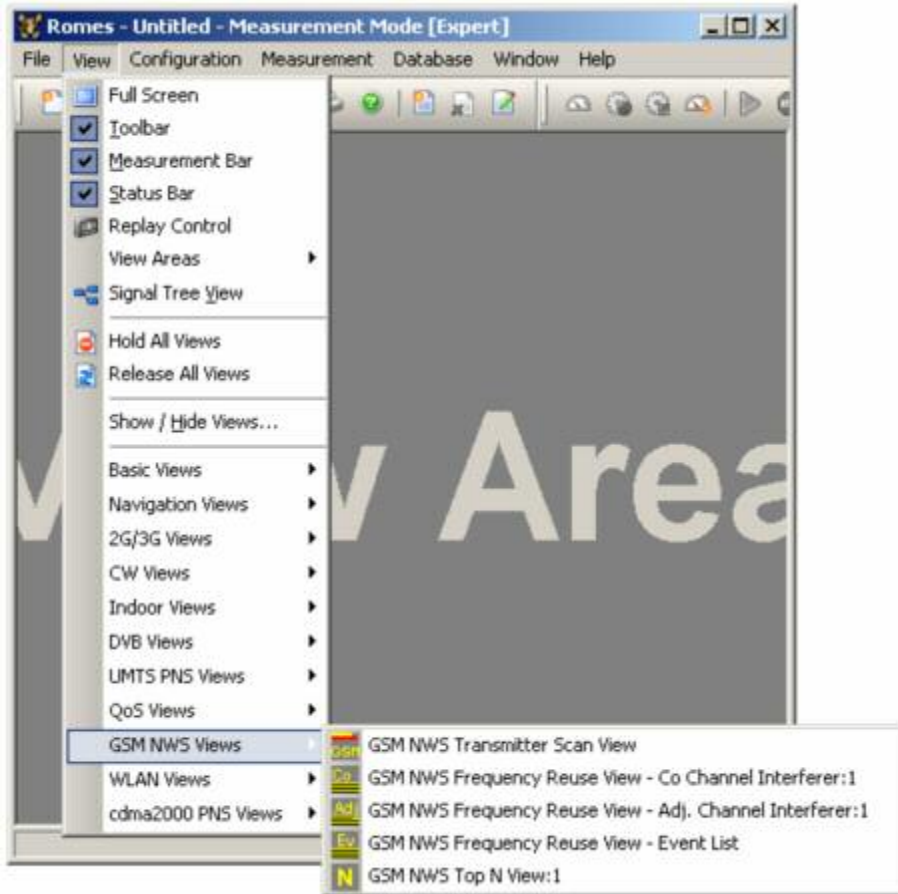 Romes - Untitled - Measurement Mode [Expert]
File View Configuration Measurement Database Window Help
Full Screen
Toolbar
Measurement Bar
Status Bar
Replay Control
View Areas
Signal Tree View
Hold All Views
Release All Views
Show / Hide Views...
Basic Views
Navigation Views
2G/3G Views
CW Views
Indoor Views
DVB Views
UMTS PNS Views
QoS Views
GSM NWS Views
WLAN Views
cdma2000 PNS Views
Area
GSM GSM NWS Transmitter Scan View
Co GSM NWS Frequency Reuse View - Co Channel Interferer:1
Adj GSM NWS Frequency Reuse View - Adj. Channel Interferer:1
Ev GSM NWS Frequency Reuse View - Event List
N GSM NWS Top N View:1